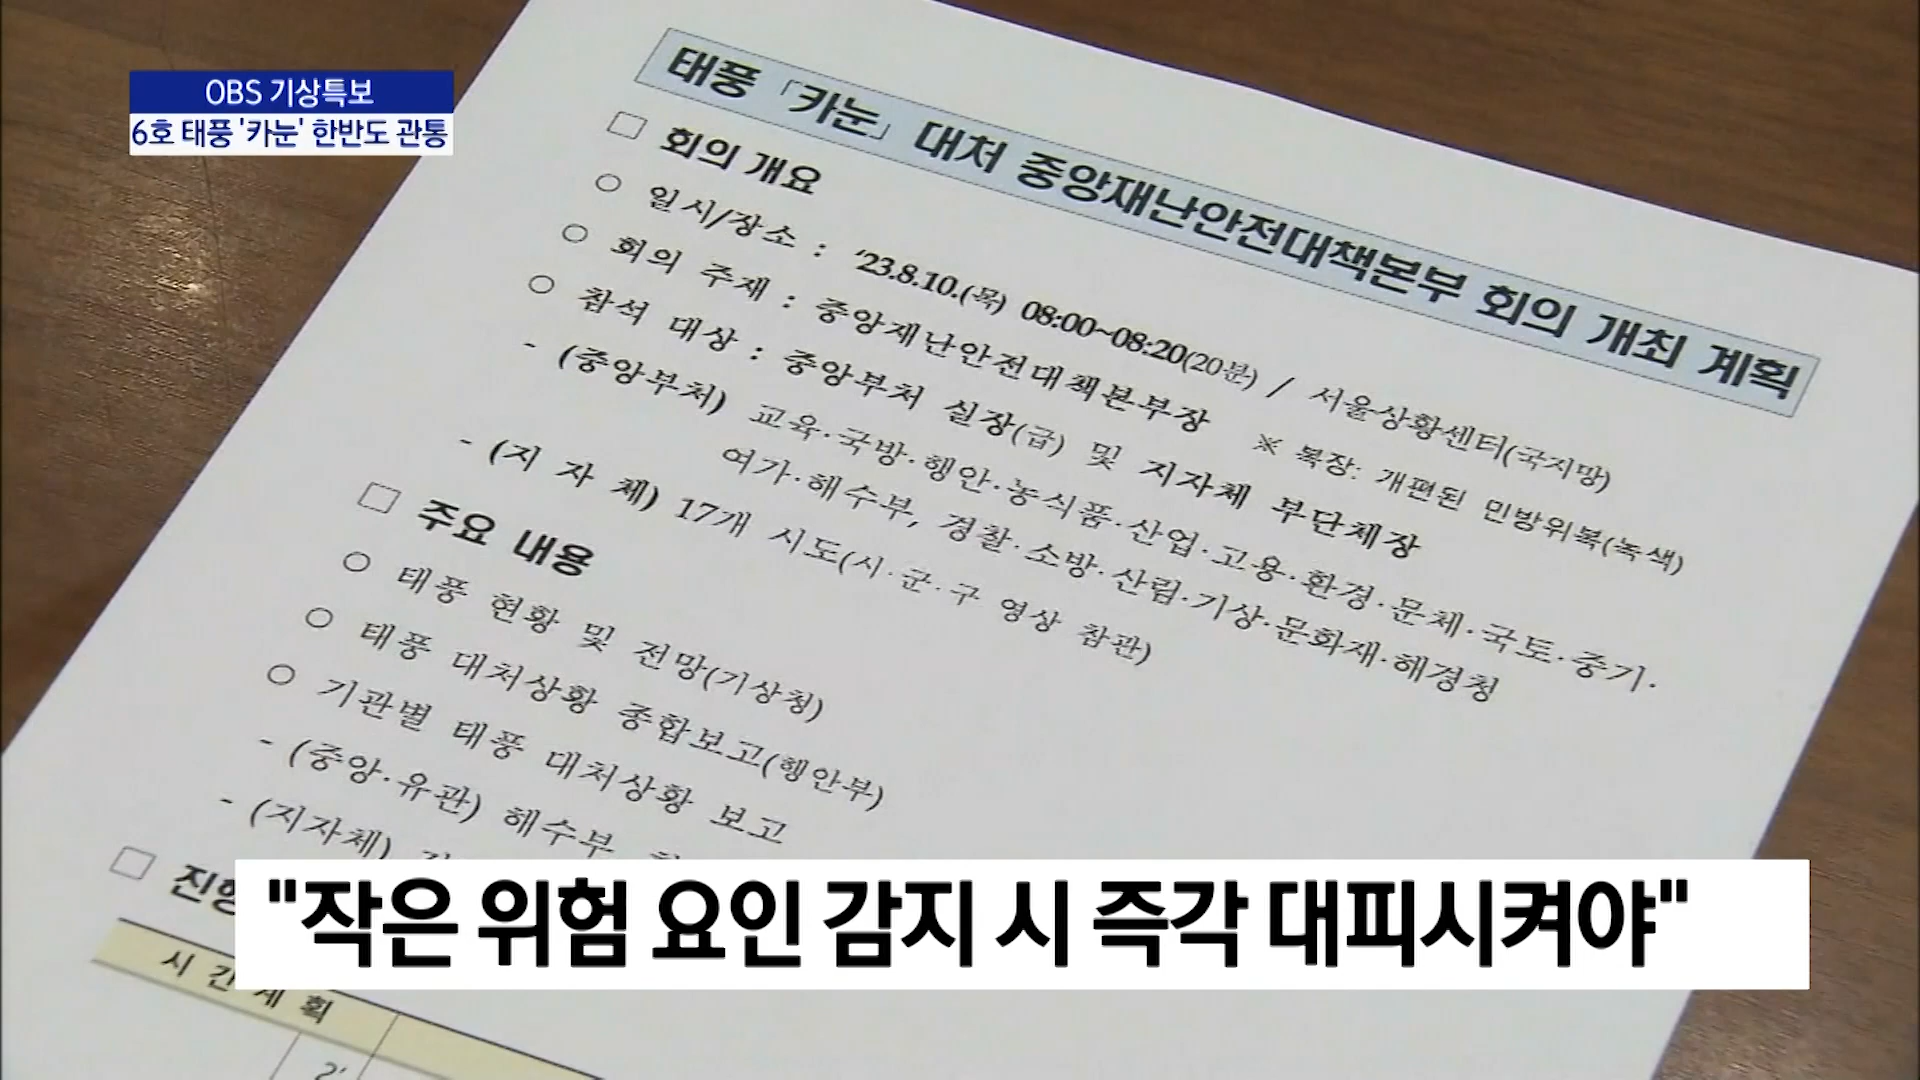 OBS 기상특보
6호 태풍 '카눈' 한반도 관통
태풍 「카눈」 대처 중앙재난안전대책본부 회의 개최 계획
□ 회의 개요
○ 일시/장소 : '23.8.10.(목) 08:00~08:20(20분) / 서울상황센터(국지망)
○ 회의 주재 : 중앙재난안전대책본부장 ※ 복장: 개편된 민방위복(녹색)
○ 참석 대상 : 중앙부처 실장(급) 및 지자체 부단체장
- (중앙부처) 교육·국방·행안·농식품·산업·고용·환경·문체·국토·중기·
여가·해수부, 경찰·소방·산림·기상·문화재·해경청
- (지 자 체) 17개 시도(시·군·구 영상 참관)
□ 주요 내용
○ 태풍 현황 및 전망(기상청)
○ 태풍 대처상황 종합보고(행안부)
○ 기관별 태풍 대처상황 보고
- (중앙·유관) 해수부
- (지자체)
□
시 간 계 획
"작은 위험 요인 감지 시 즉각 대피시켜야"